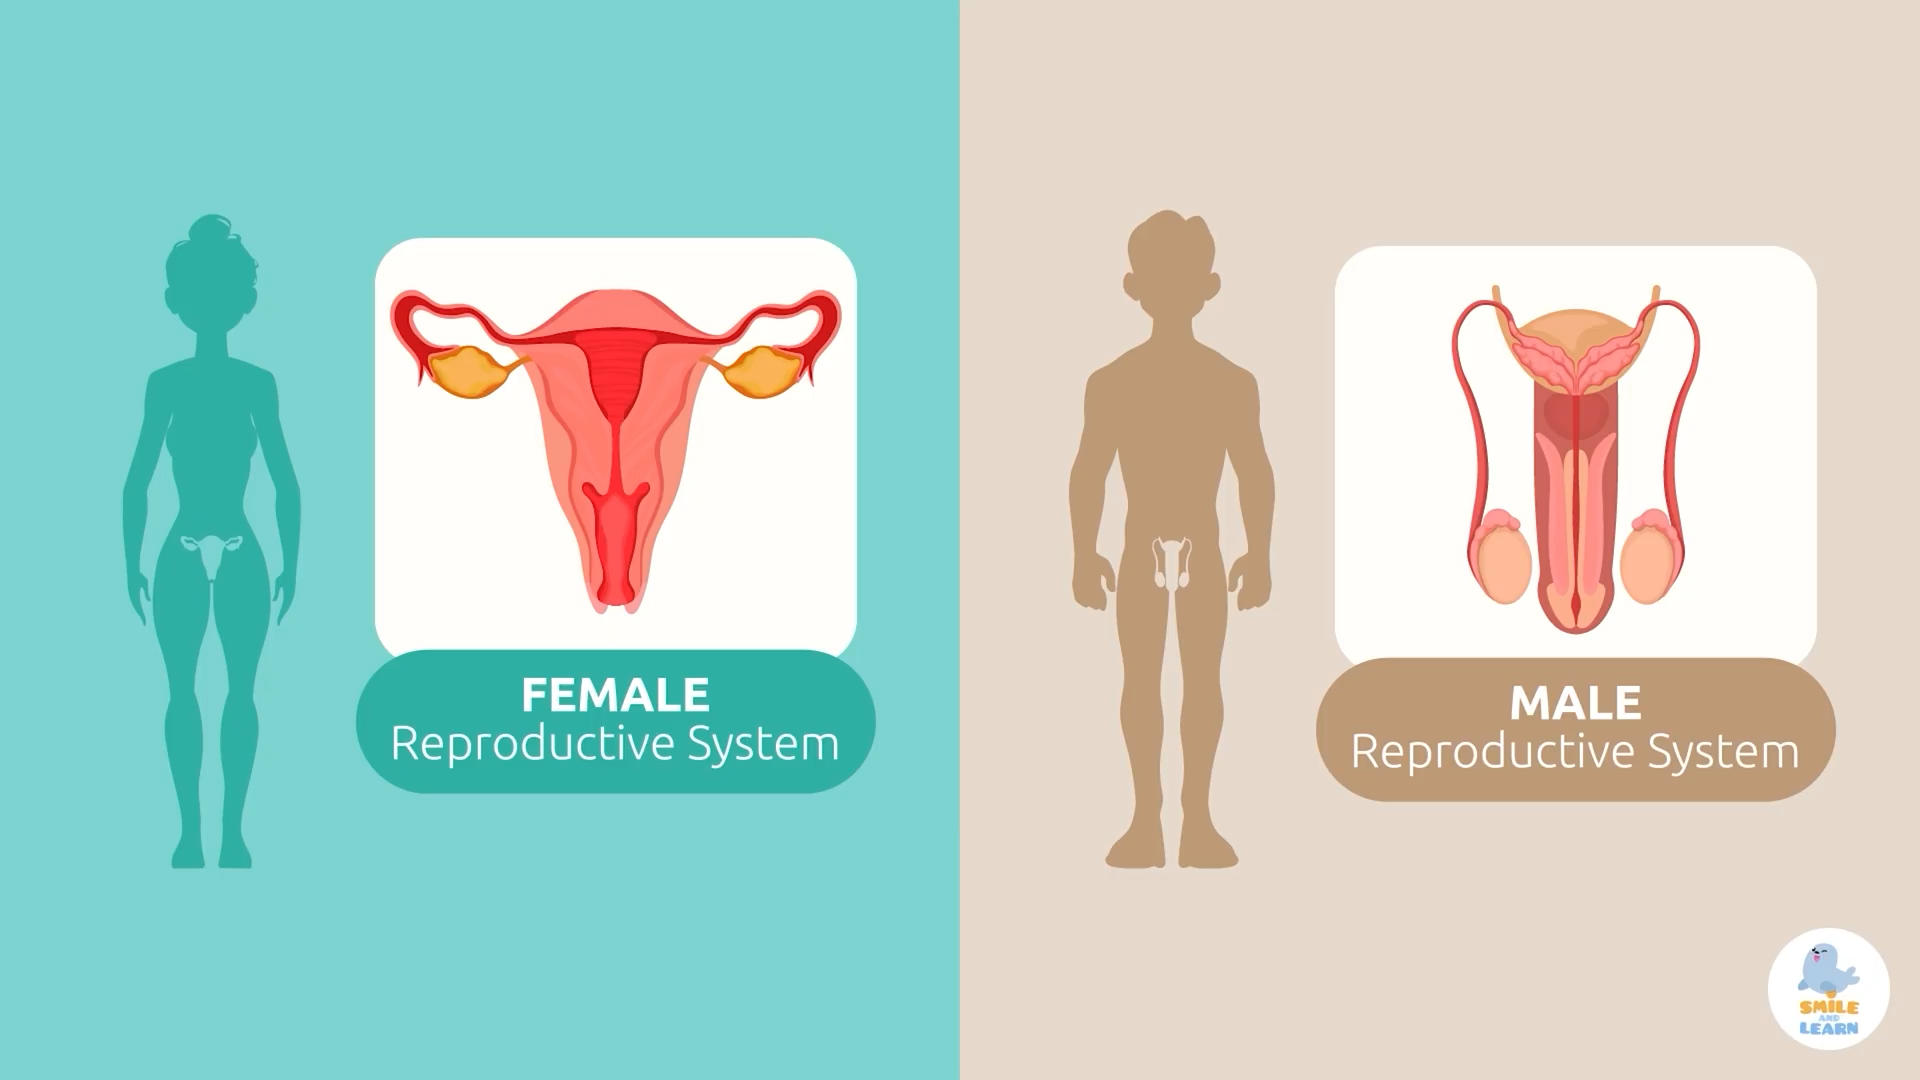 FEMALE
Reproductive System
MALE
Reproductive System
SMILE
AND
LEARN